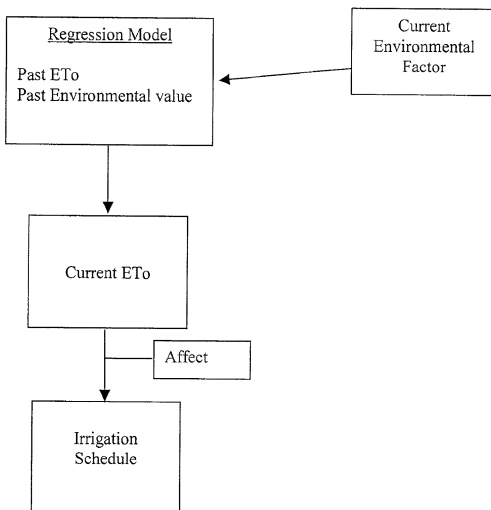 Regression Model
Past ETo
Past Environmental value
Current
Environmental
Factor
Current ETo
Affect
Irrigation
Schedule